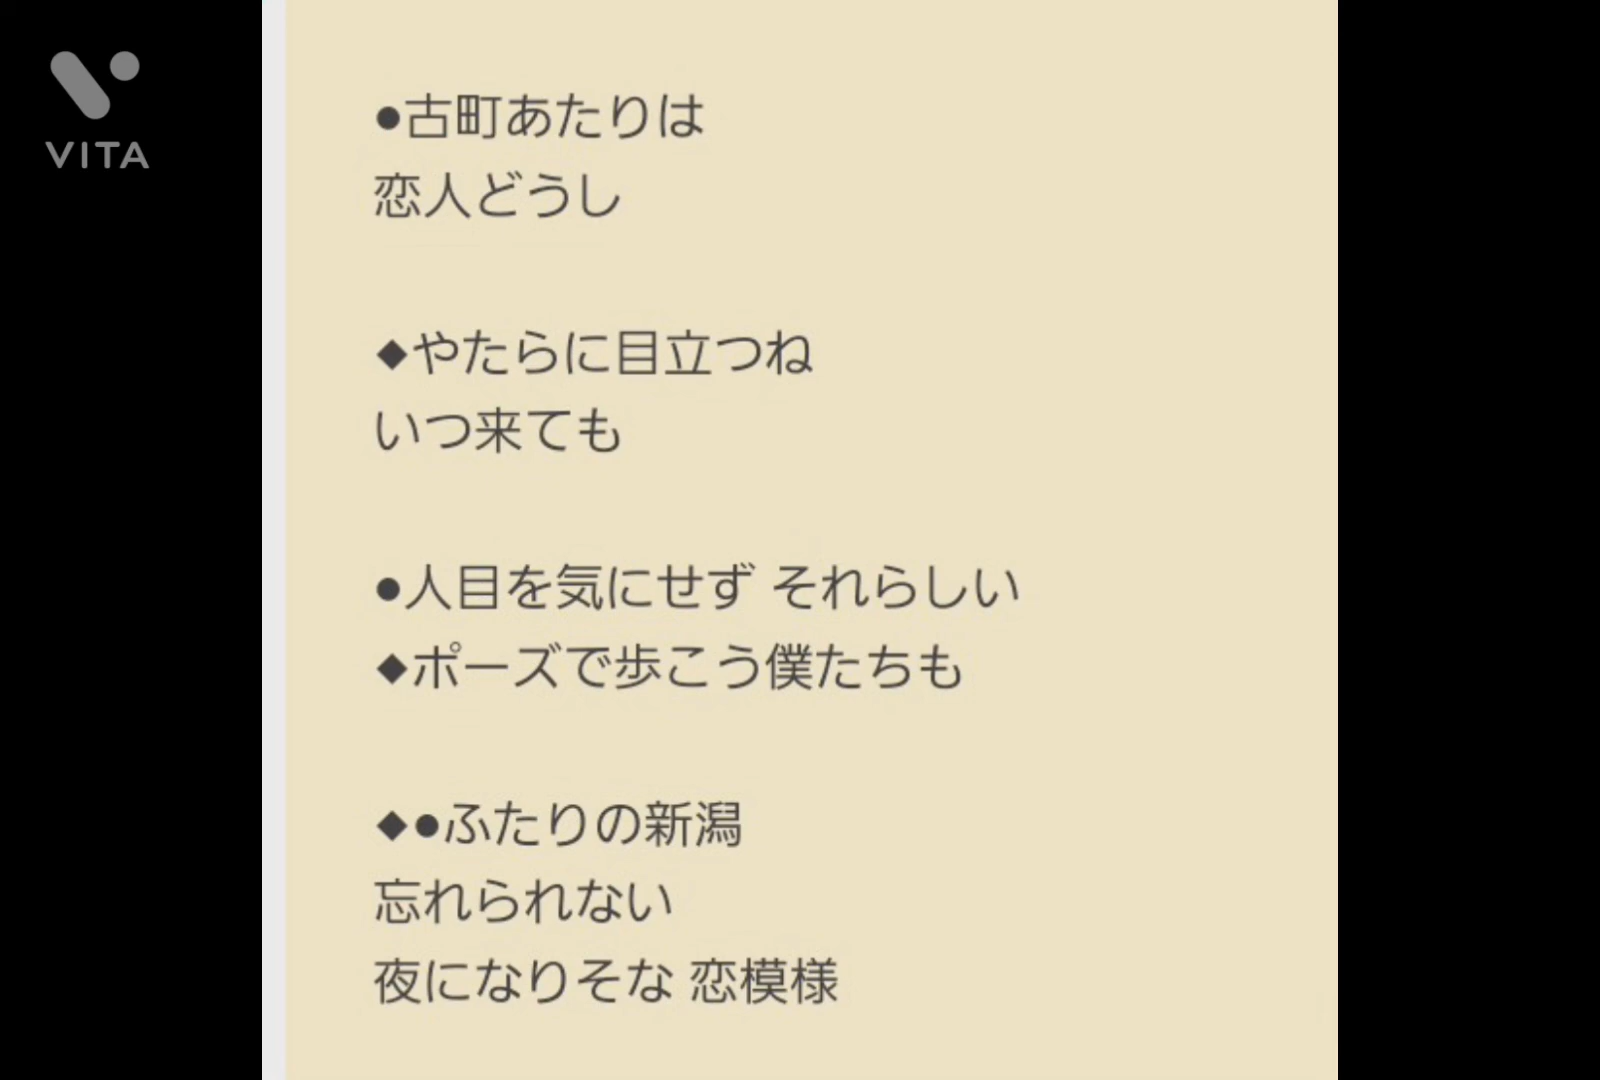 VITA
●古町あたりは
恋人どうし
◆やたらに目立つね
いつ来ても
●人目を気にせず それらしい
◆ポーズで歩こう僕たちも
◆●ふたりの新潟
忘れられない
夜になりそな 恋模様